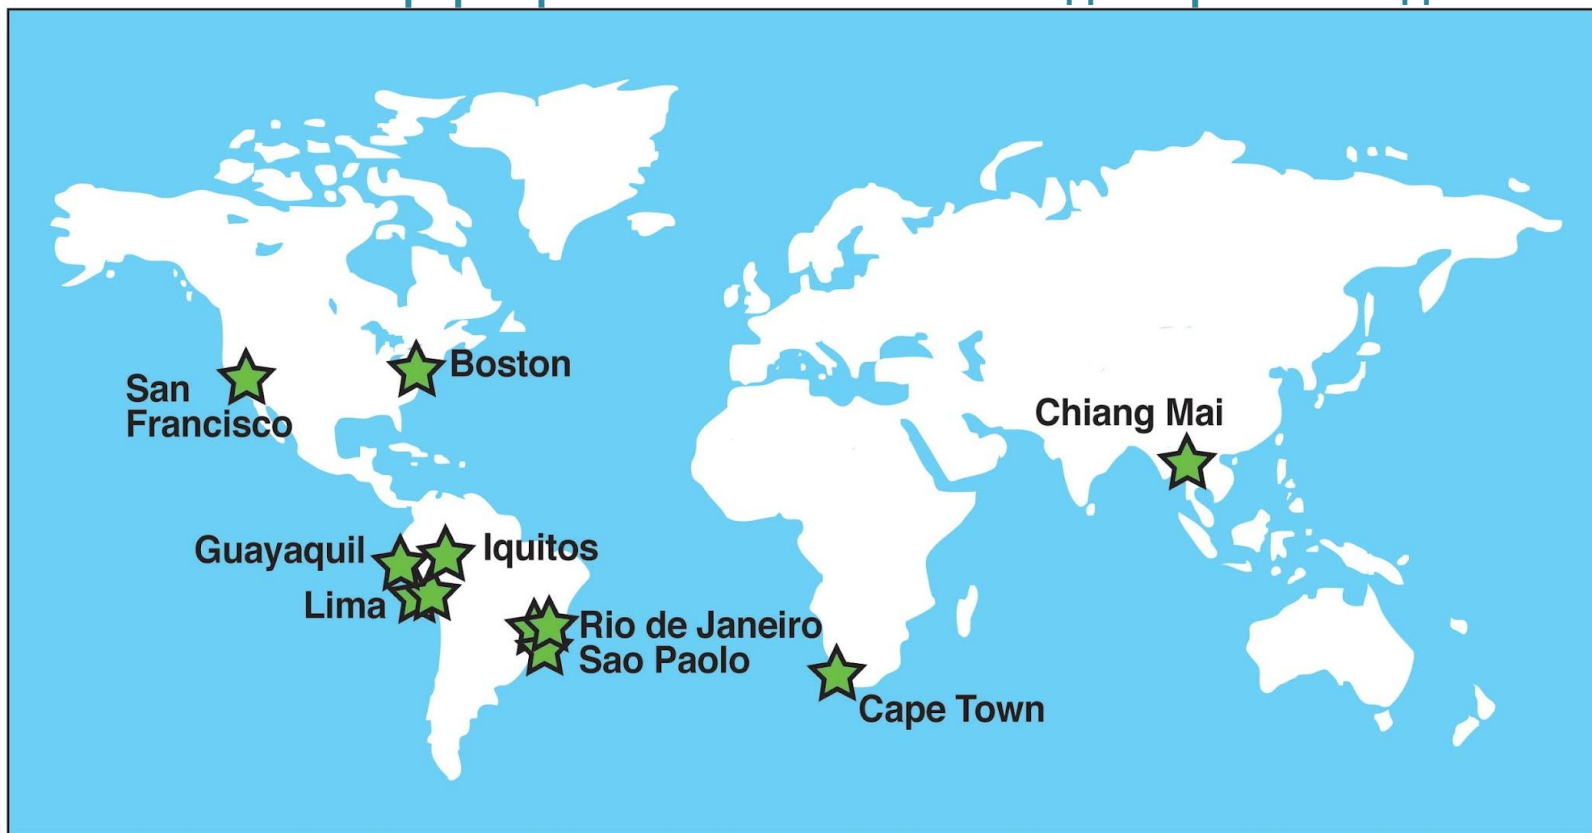 Boston
San
Francisco
Chiang Mai
Guayaquil
Iquitos
Lima
Rio de Janeiro
Sao Paolo
Cape Town